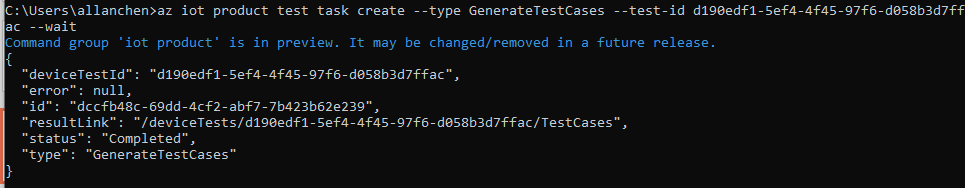 C:\Users\allanchen>az iot product test task create --type GenerateTestCases --test-id d190edf1-5ef4-4f45-97f6-d058b3d7ff
ac --wait
Command group 'iot product' is in preview. It may be changed/removed in a future release.
{
  "deviceTestId": "d190edf1-5ef4-4f45-97f6-d058b3d7ffac",
  "error": null,
  "id": "dccfb48c-69dd-4cf2-abf7-7b423b62e239",
  "resultLink": "/deviceTests/d190edf1-5ef4-4f45-97f6-d058b3d7ffac/TestCases",
  "status": "Completed",
  "type": "GenerateTestCases"
}